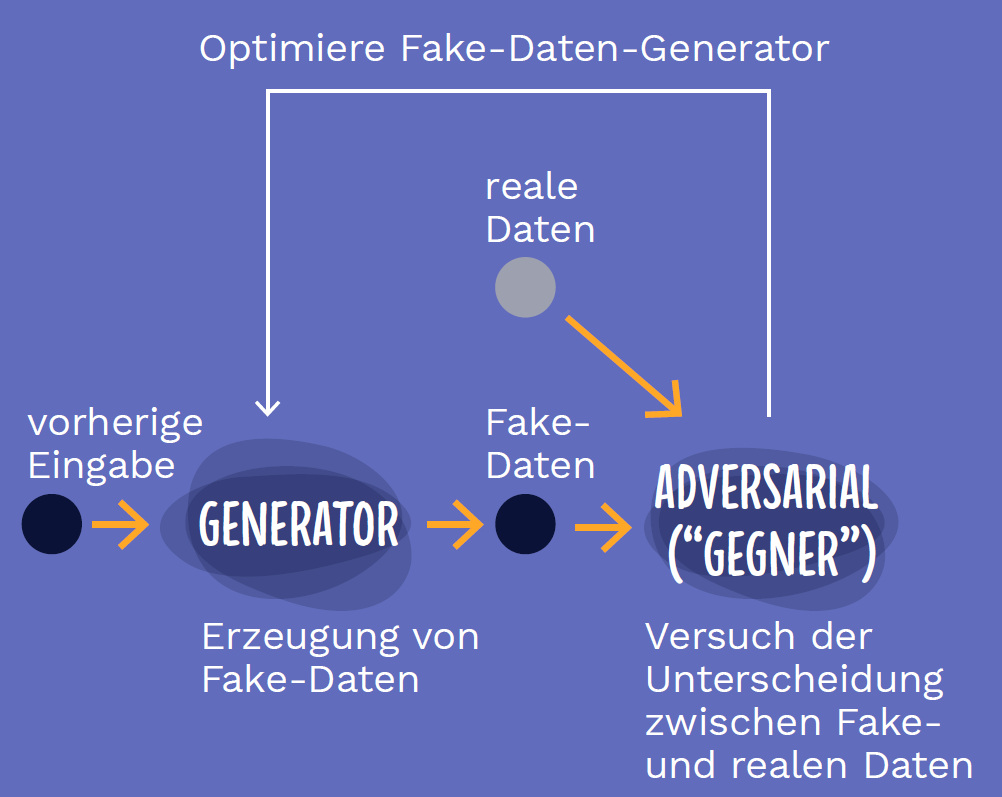 Optimiere Fake-Daten-Generator
reale
Daten
vorherige
Eingabe
Fake-
Daten
GENERATOR
ADVERSARIAL
(“GEGNER”)
Erzeugung von
Fake-Daten
Versuch der
Unterscheidung
zwischen Fake-
und realen Daten